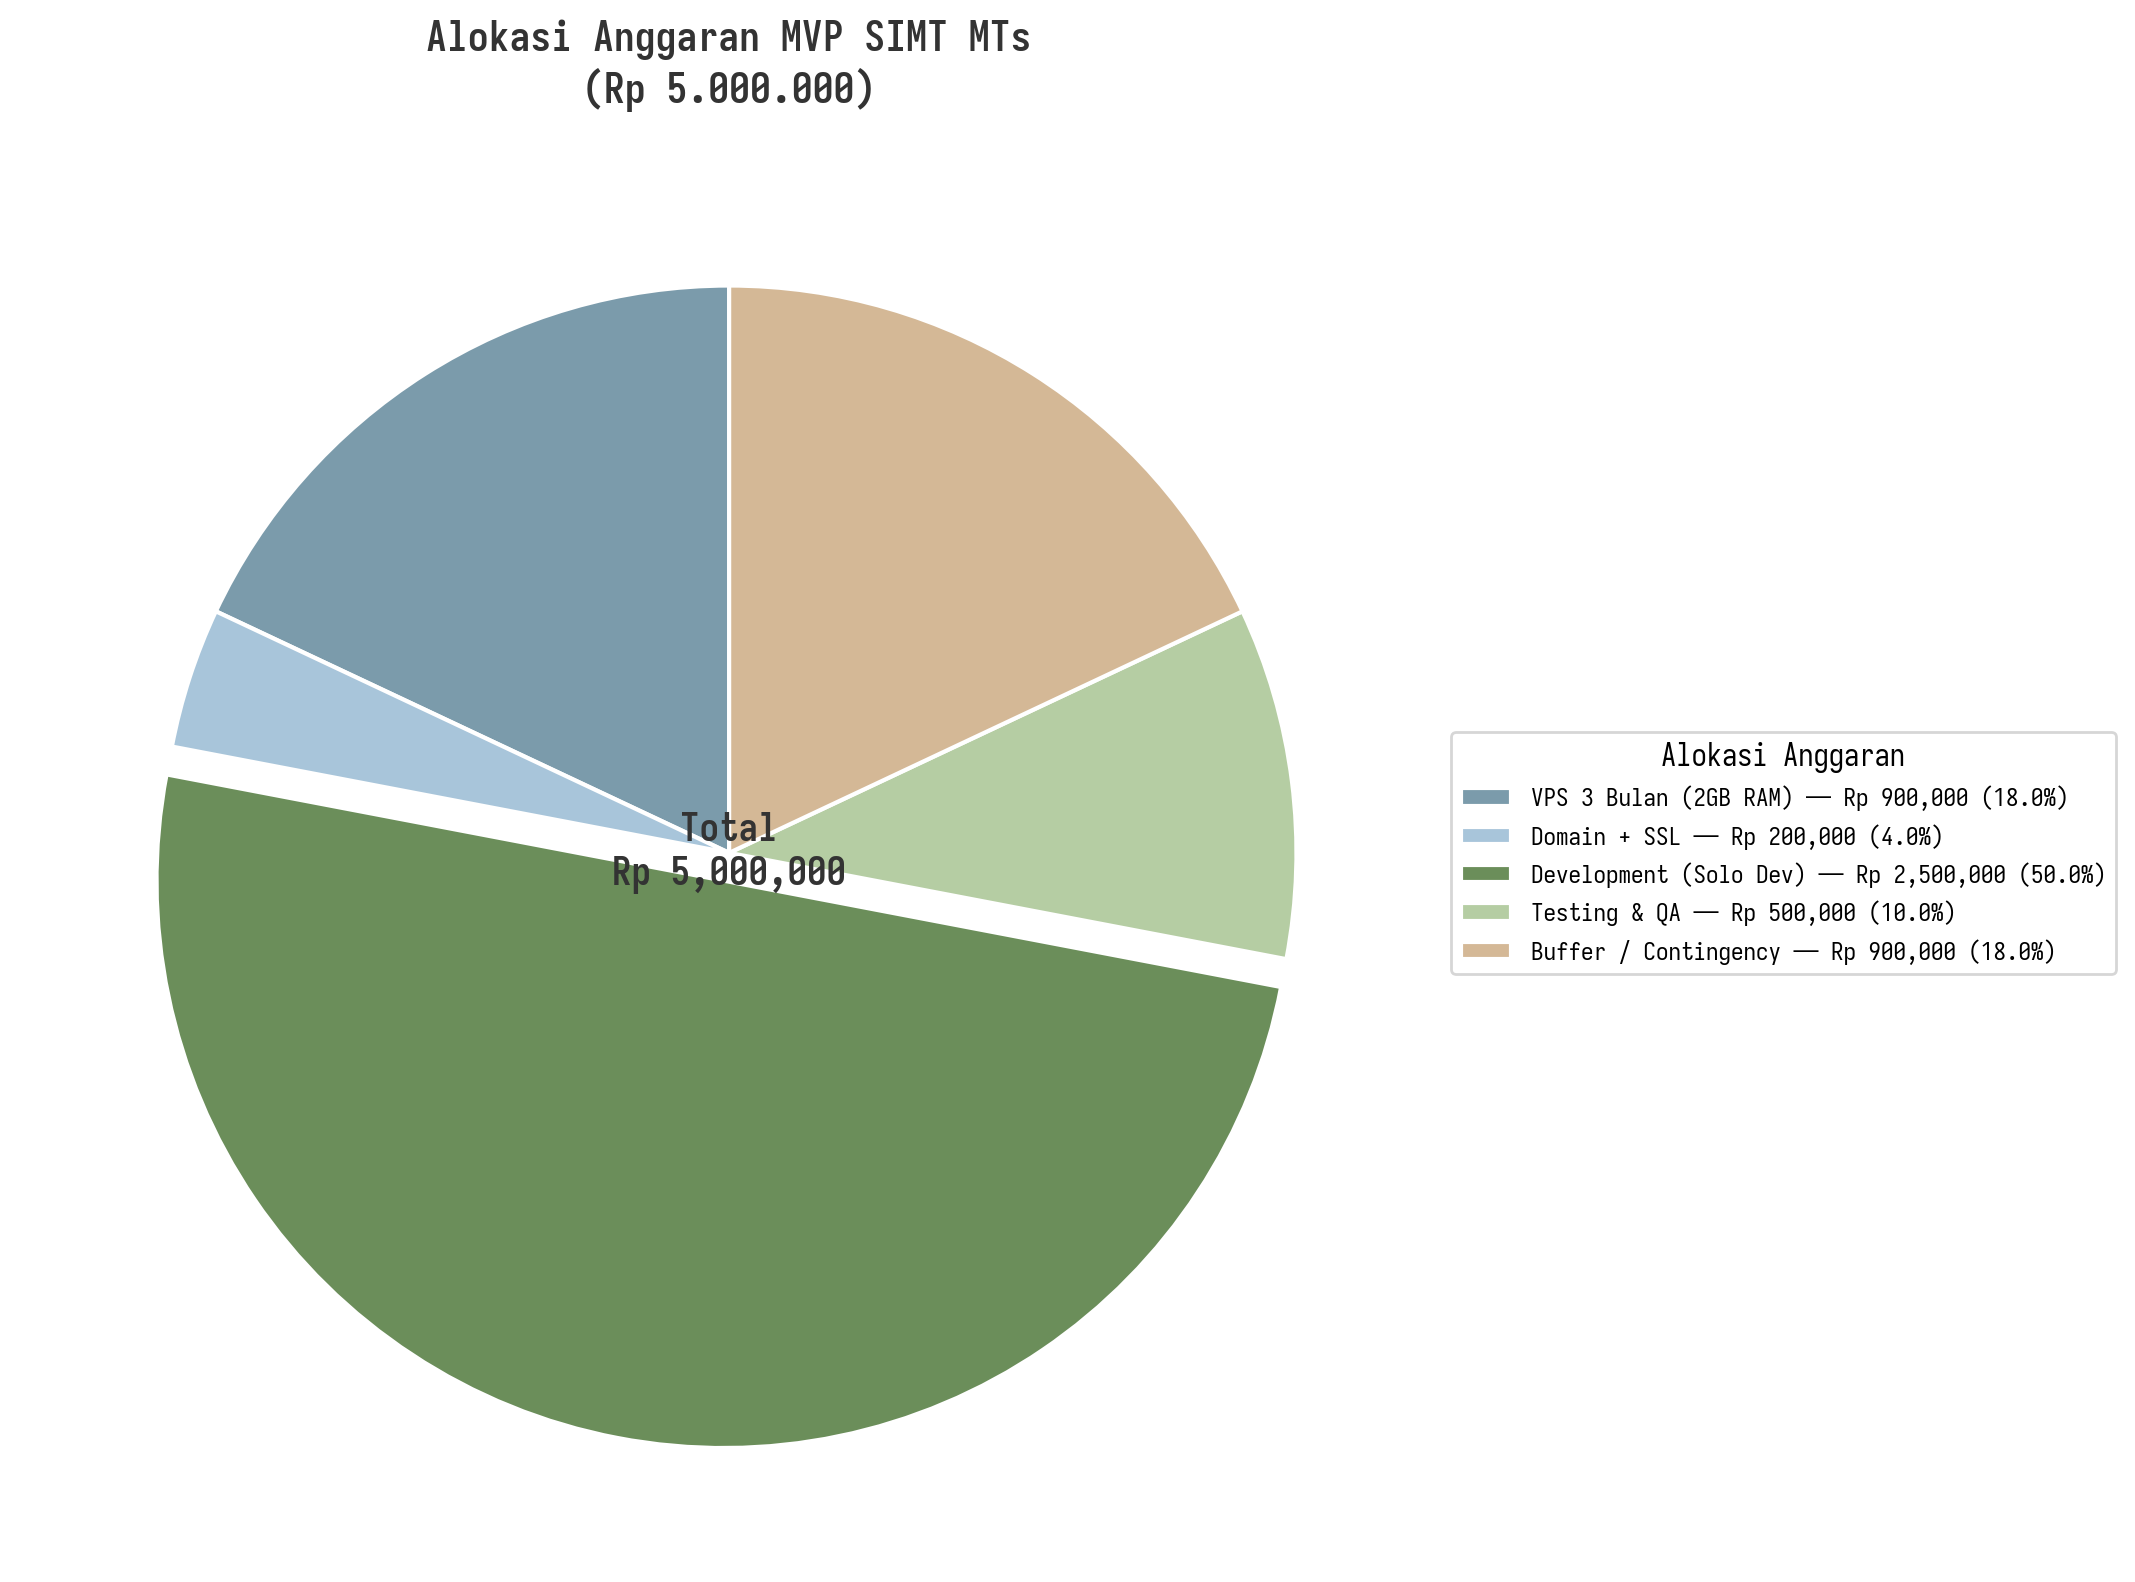 Alokasi Anggaran MVP SIMT MTs
(Rp 5.000.000)
Total
Rp 5,000,000
Alokasi Anggaran
VPS 3 Bulan (2GB RAM) — Rp 900,000 (18.0%)
Domain + SSL — Rp 200,000 (4.0%)
Development (Solo Dev) — Rp 2,500,000 (50.0%)
Testing & QA — Rp 500,000 (10.0%)
Buffer / Contingency — Rp 900,000 (18.0%)